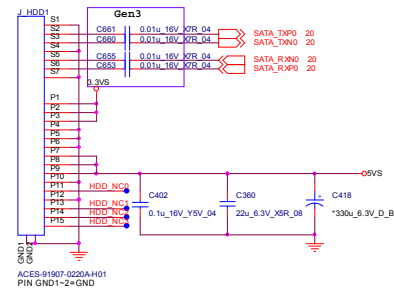 J_HDD1
Gen3
S1
S2 C661 0.01u_16V_X7R_04 SATA_TXP0 20
S3 C660 0.01u_16V_X7R_04 SATA_TXN0 20
S4
S5 C655 0.01u_16V_X7R_04 SATA_RXN0 20
S6 C653 0.01u_16V_X7R_04 SATA_RXP0 20
S7
3.3VS
P1
P2
P3
P4
P5
P6
P7
P8
P9 5VS
P10
P11 HDD_NC0
P12
P13 HDD_NC1
P14
P15
C402
0.1u_16V_Y5V_04
C360
22u_6.3V_X5R_08
+
C418
*330u_6.3V_D_B
GND1
GND2
ACES-91907-0220A-H01
PIN GND1~2=GND